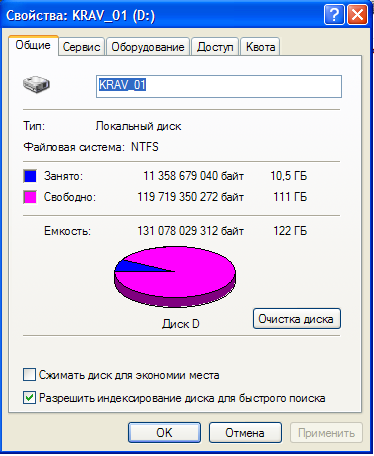 Свойства: KRAV_01 (D:)
Общие Сервис Оборудование Доступ Квота
KRAV_01
Тип: Локальный диск
Файловая система: NTFS
Занято: 11 358 679 040 байт 10,5 ГБ
Свободно: 119 719 350 272 байт 111 ГБ
Емкость: 131 078 029 312 байт 122 ГБ
Диск D
Очистка диска
Сжимать диск для экономии места
Разрешить индексирование диска для быстрого поиска
OK Отмена Применить